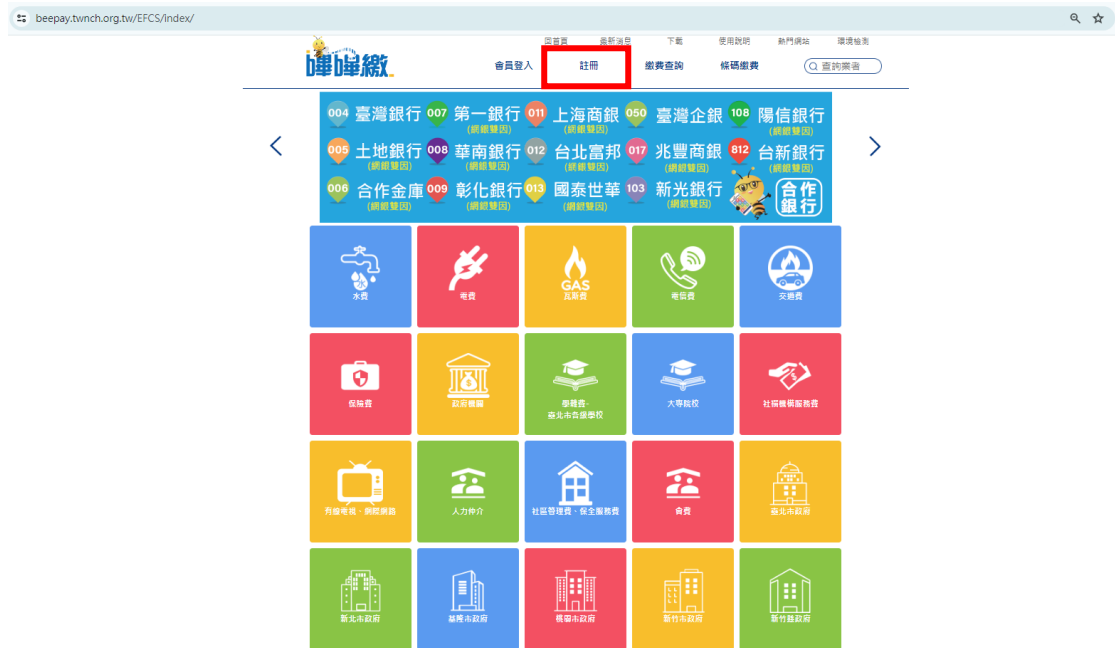 beepay.twnch.org.tw/EFCS/index/
回首頁 最新消息 下載 使用說明 熱門網站 環境檢測
嗶嗶繳
會員登入 註冊 繳費查詢 條碼繳費 查詢業者
004 臺灣銀行 007 第一銀行 011 上海商銀 050 臺灣企銀 108 陽信銀行
(網銀雙因) (網銀雙因) (網銀雙因)
005 土地銀行 008 華南銀行 012 台北富邦 017 兆豐商銀 812 台新銀行
(網銀雙因) (網銀雙因) (網銀雙因) (網銀雙因) (網銀雙因)
006 合作金庫 009 彰化銀行 013 國泰世華 103 新光銀行 合作
(網銀雙因) (網銀雙因) (網銀雙因) (網銀雙因) 銀行
水費 電費 GAS 瓦斯費 電信費 交通費
保險費 政府機關 學雜費- 大專院校 社福機構服務費
臺北市各級學校
有線電視、網際網路 人力仲介 社區管理費、保全服務費 會費 臺北市政府
新北市政府 基隆市政府 桃園市政府 新竹市政府 新竹縣政府